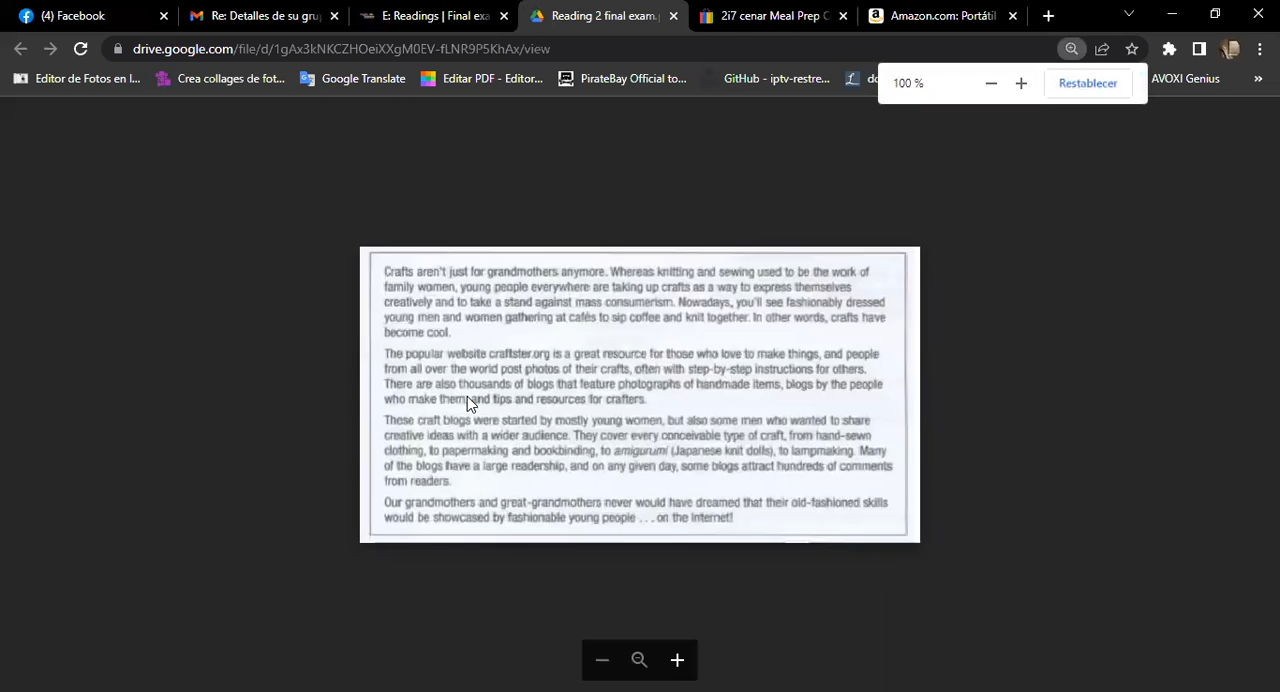 (4) Facebook
Re: Detalles de su gru
E: Readings | Final exa
Reading 2 final exam.
2i7 cenar Meal Prep C
Amazon.com: Portátil
drive.google.com/file/d/1gAx3kNKCZHOeiXXgM0EV-fLNR9P5KhAx/view
Editor de Fotos en l...
Crea collages de fot...
Google Translate
Editar PDF - Editor...
PirateBay Official to...
GitHub - iptv-restre...
do
AVOXI Genius
»
100 %
Restablecer
Crafts aren't just for grandmothers anymore. Whereas knitting and sewing used to be the work of
family women, young people everywhere are taking up crafts as a way to express themselves
creatively and to take a stand against mass consumerism. Nowadays, you'll see fashionably dressed
young men and women gathering at cafés to sip coffee and knit together. In other words, crafts have
become cool.
The popular website craftster.org is a great resource for those who love to make things, and people
from all over the world post photos of their crafts, often with step-by-step instructions for others.
There are also thousands of blogs that feature photographs of handmade items, blogs by the people
who make them and tips and resources for crafters.
These craft blogs were started by mostly young women, but also some men who wanted to share
creative ideas with a wider audience. They cover every conceivable type of craft, from hand-sewn
clothing, to papermaking and bookbinding, to amigurumi (Japanese knit dolls), to lampmaking. Many
of the blogs have a large readership, and on any given day, some blogs attract hundreds of comments
from readers.
Our grandmothers and great-grandmothers never would have dreamed that their old-fashioned skills
would be showcased by fashionable young people . . . on the Internet!